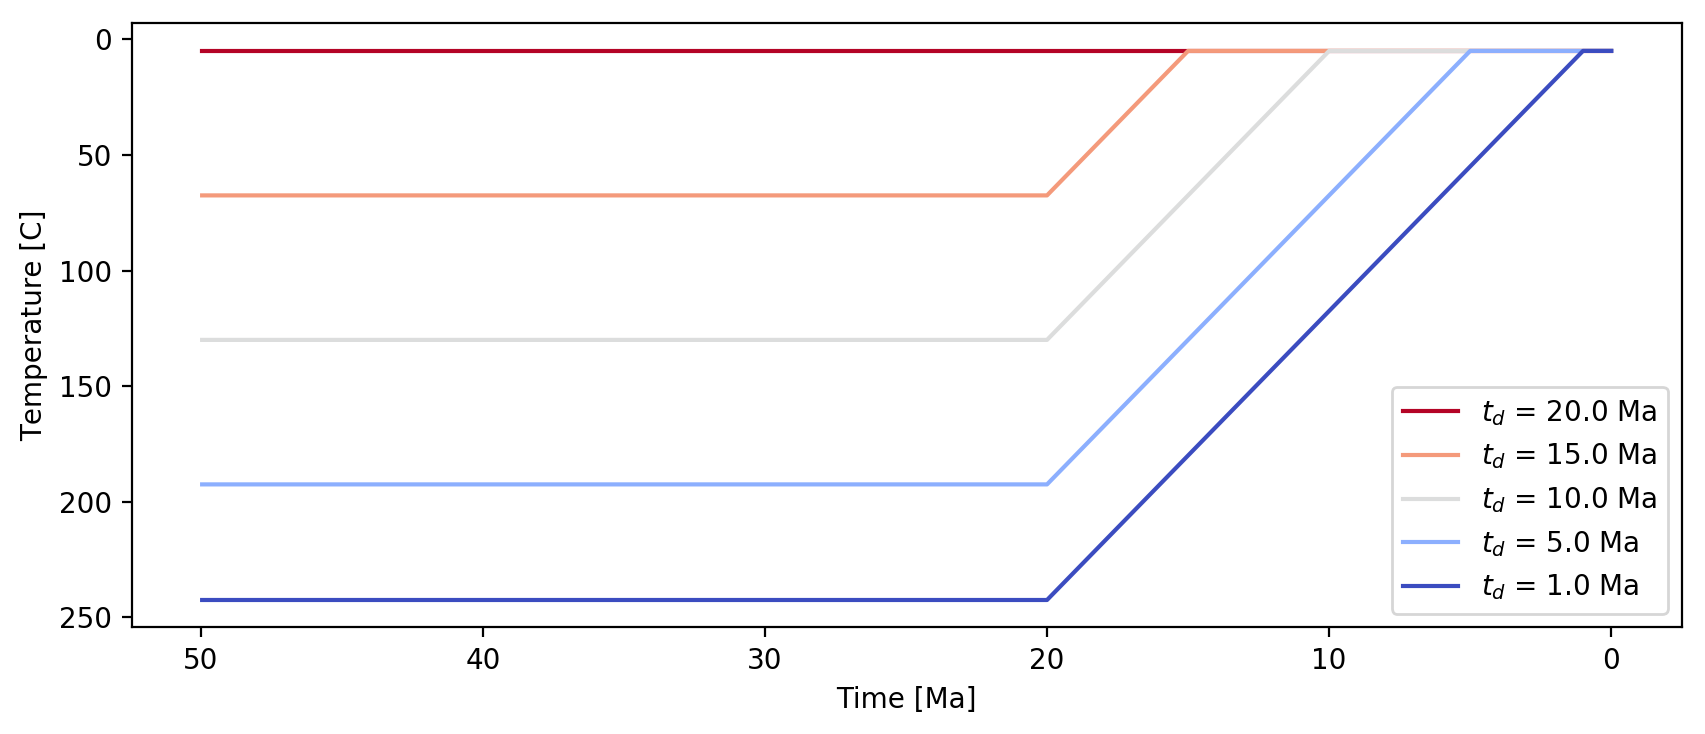 0
50
100
150
200
250
Temperature [C]
t_d = 20.0 Ma
t_d = 15.0 Ma
t_d = 10.0 Ma
t_d = 5.0 Ma
t_d = 1.0 Ma
50 40 30 20 10 0
Time [Ma]